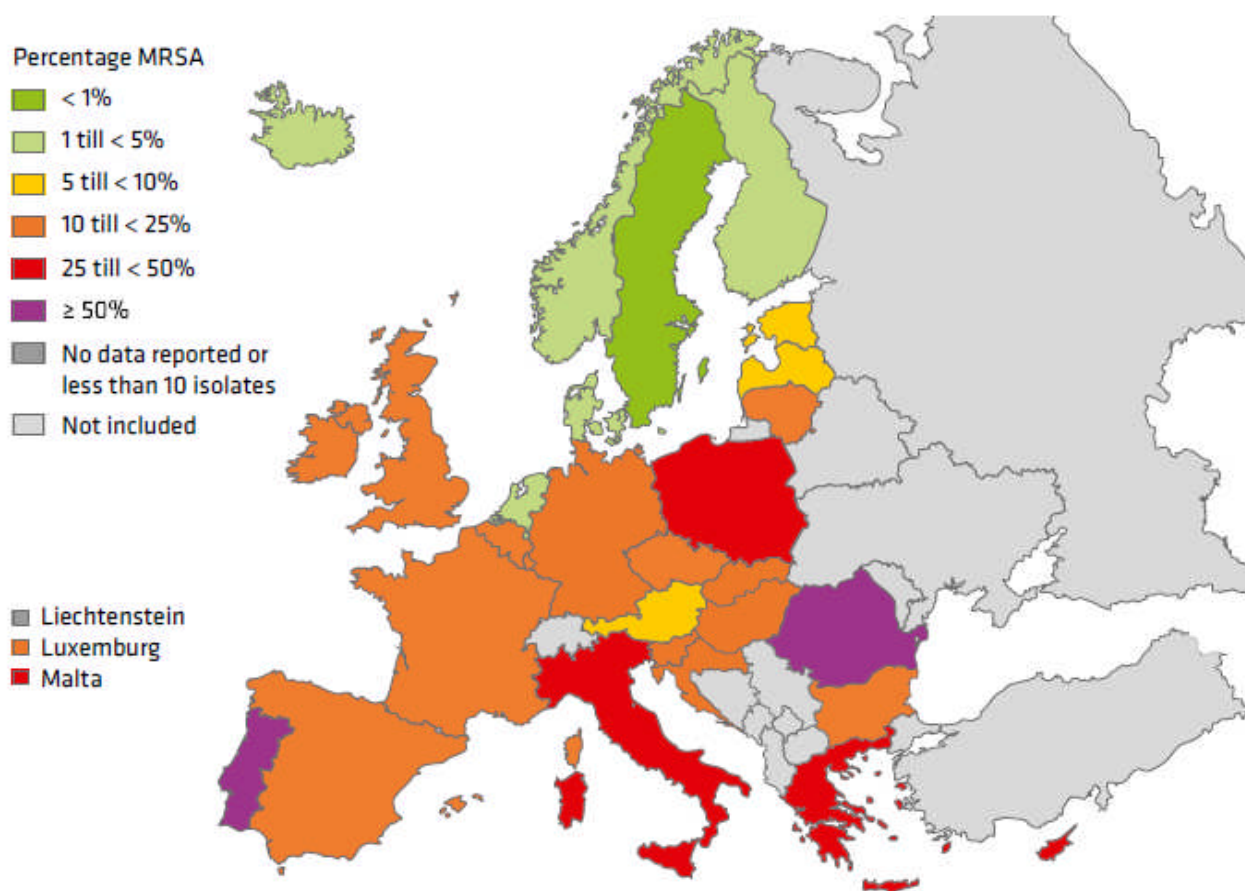 Percentage MRSA
< 1%
1 till < 5%
5 till < 10%
10 till < 25%
25 till < 50%
≥ 50%
No data reported or
less than 10 isolates
Not included
Liechtenstein
Luxemburg
Malta